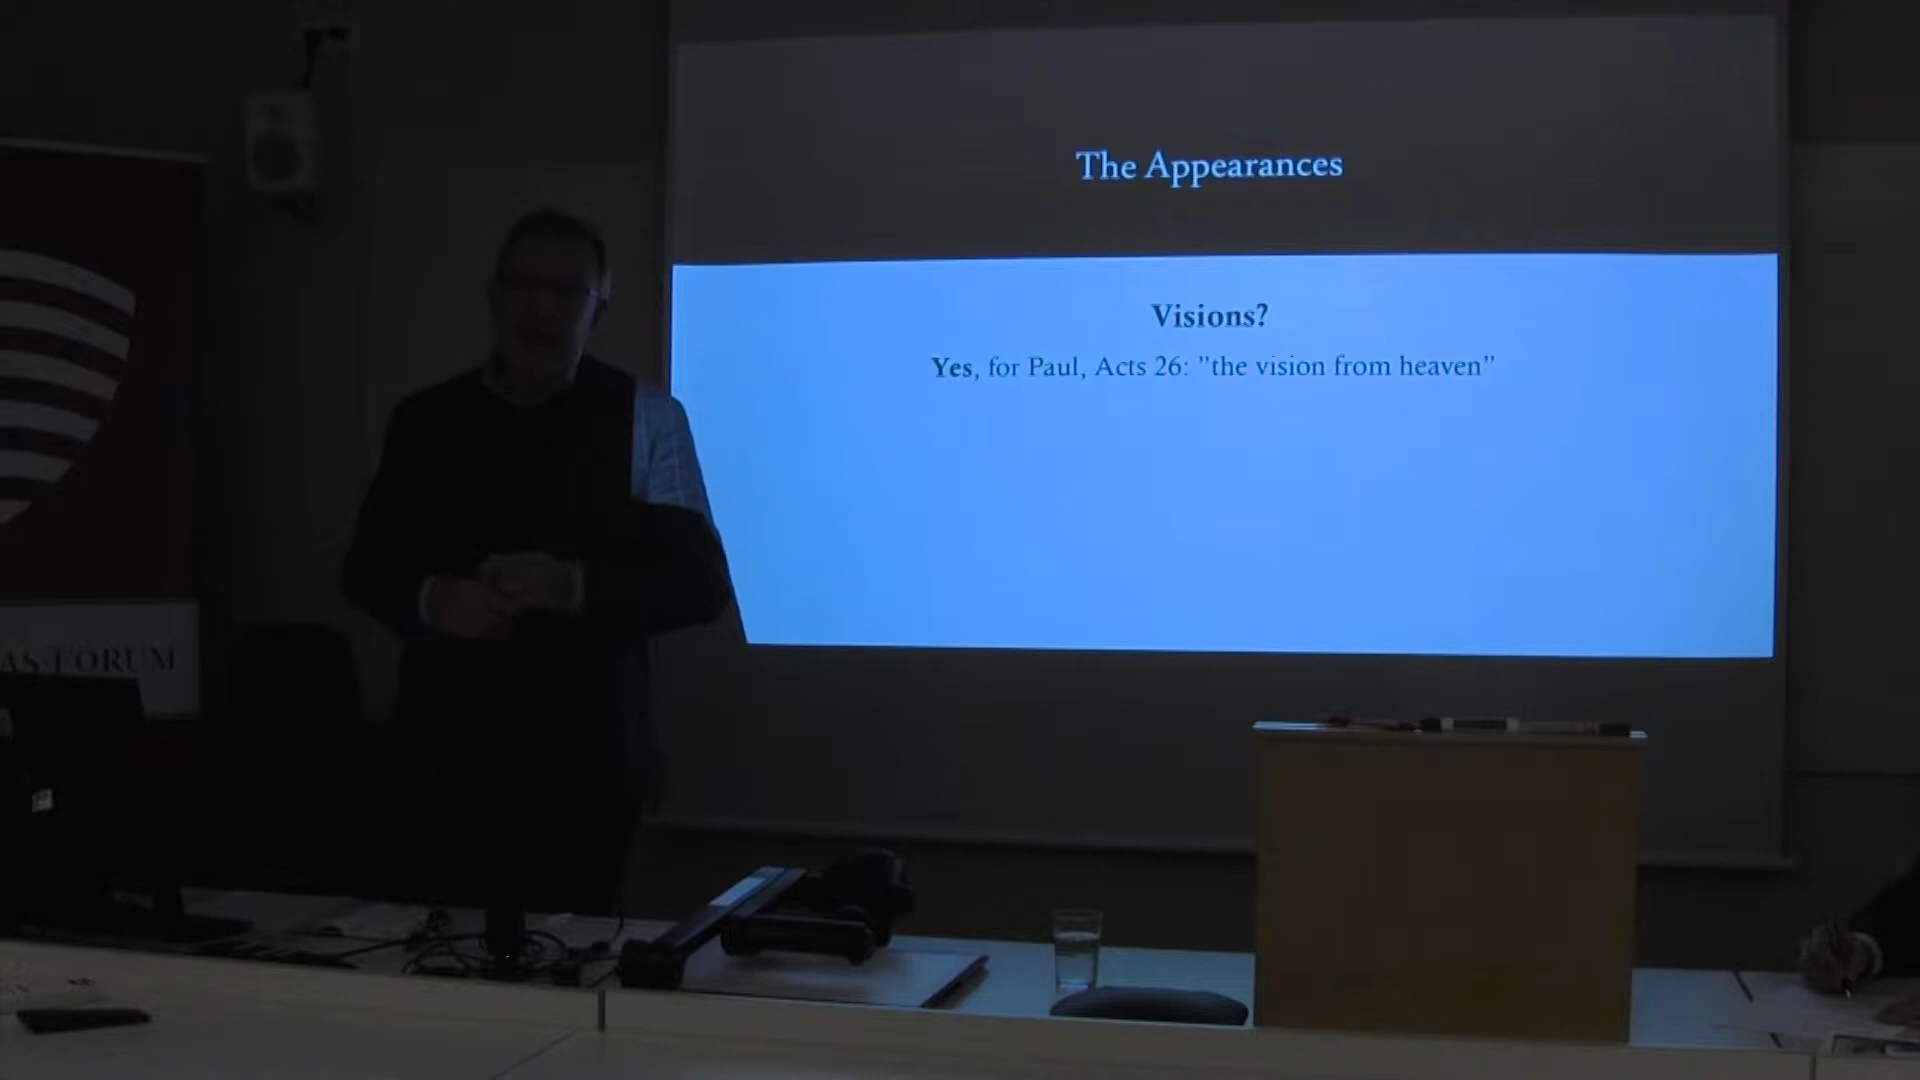 The Appearances
Visions?
Yes, for Paul, Acts 26: "the vision from heaven"
AS FORUM